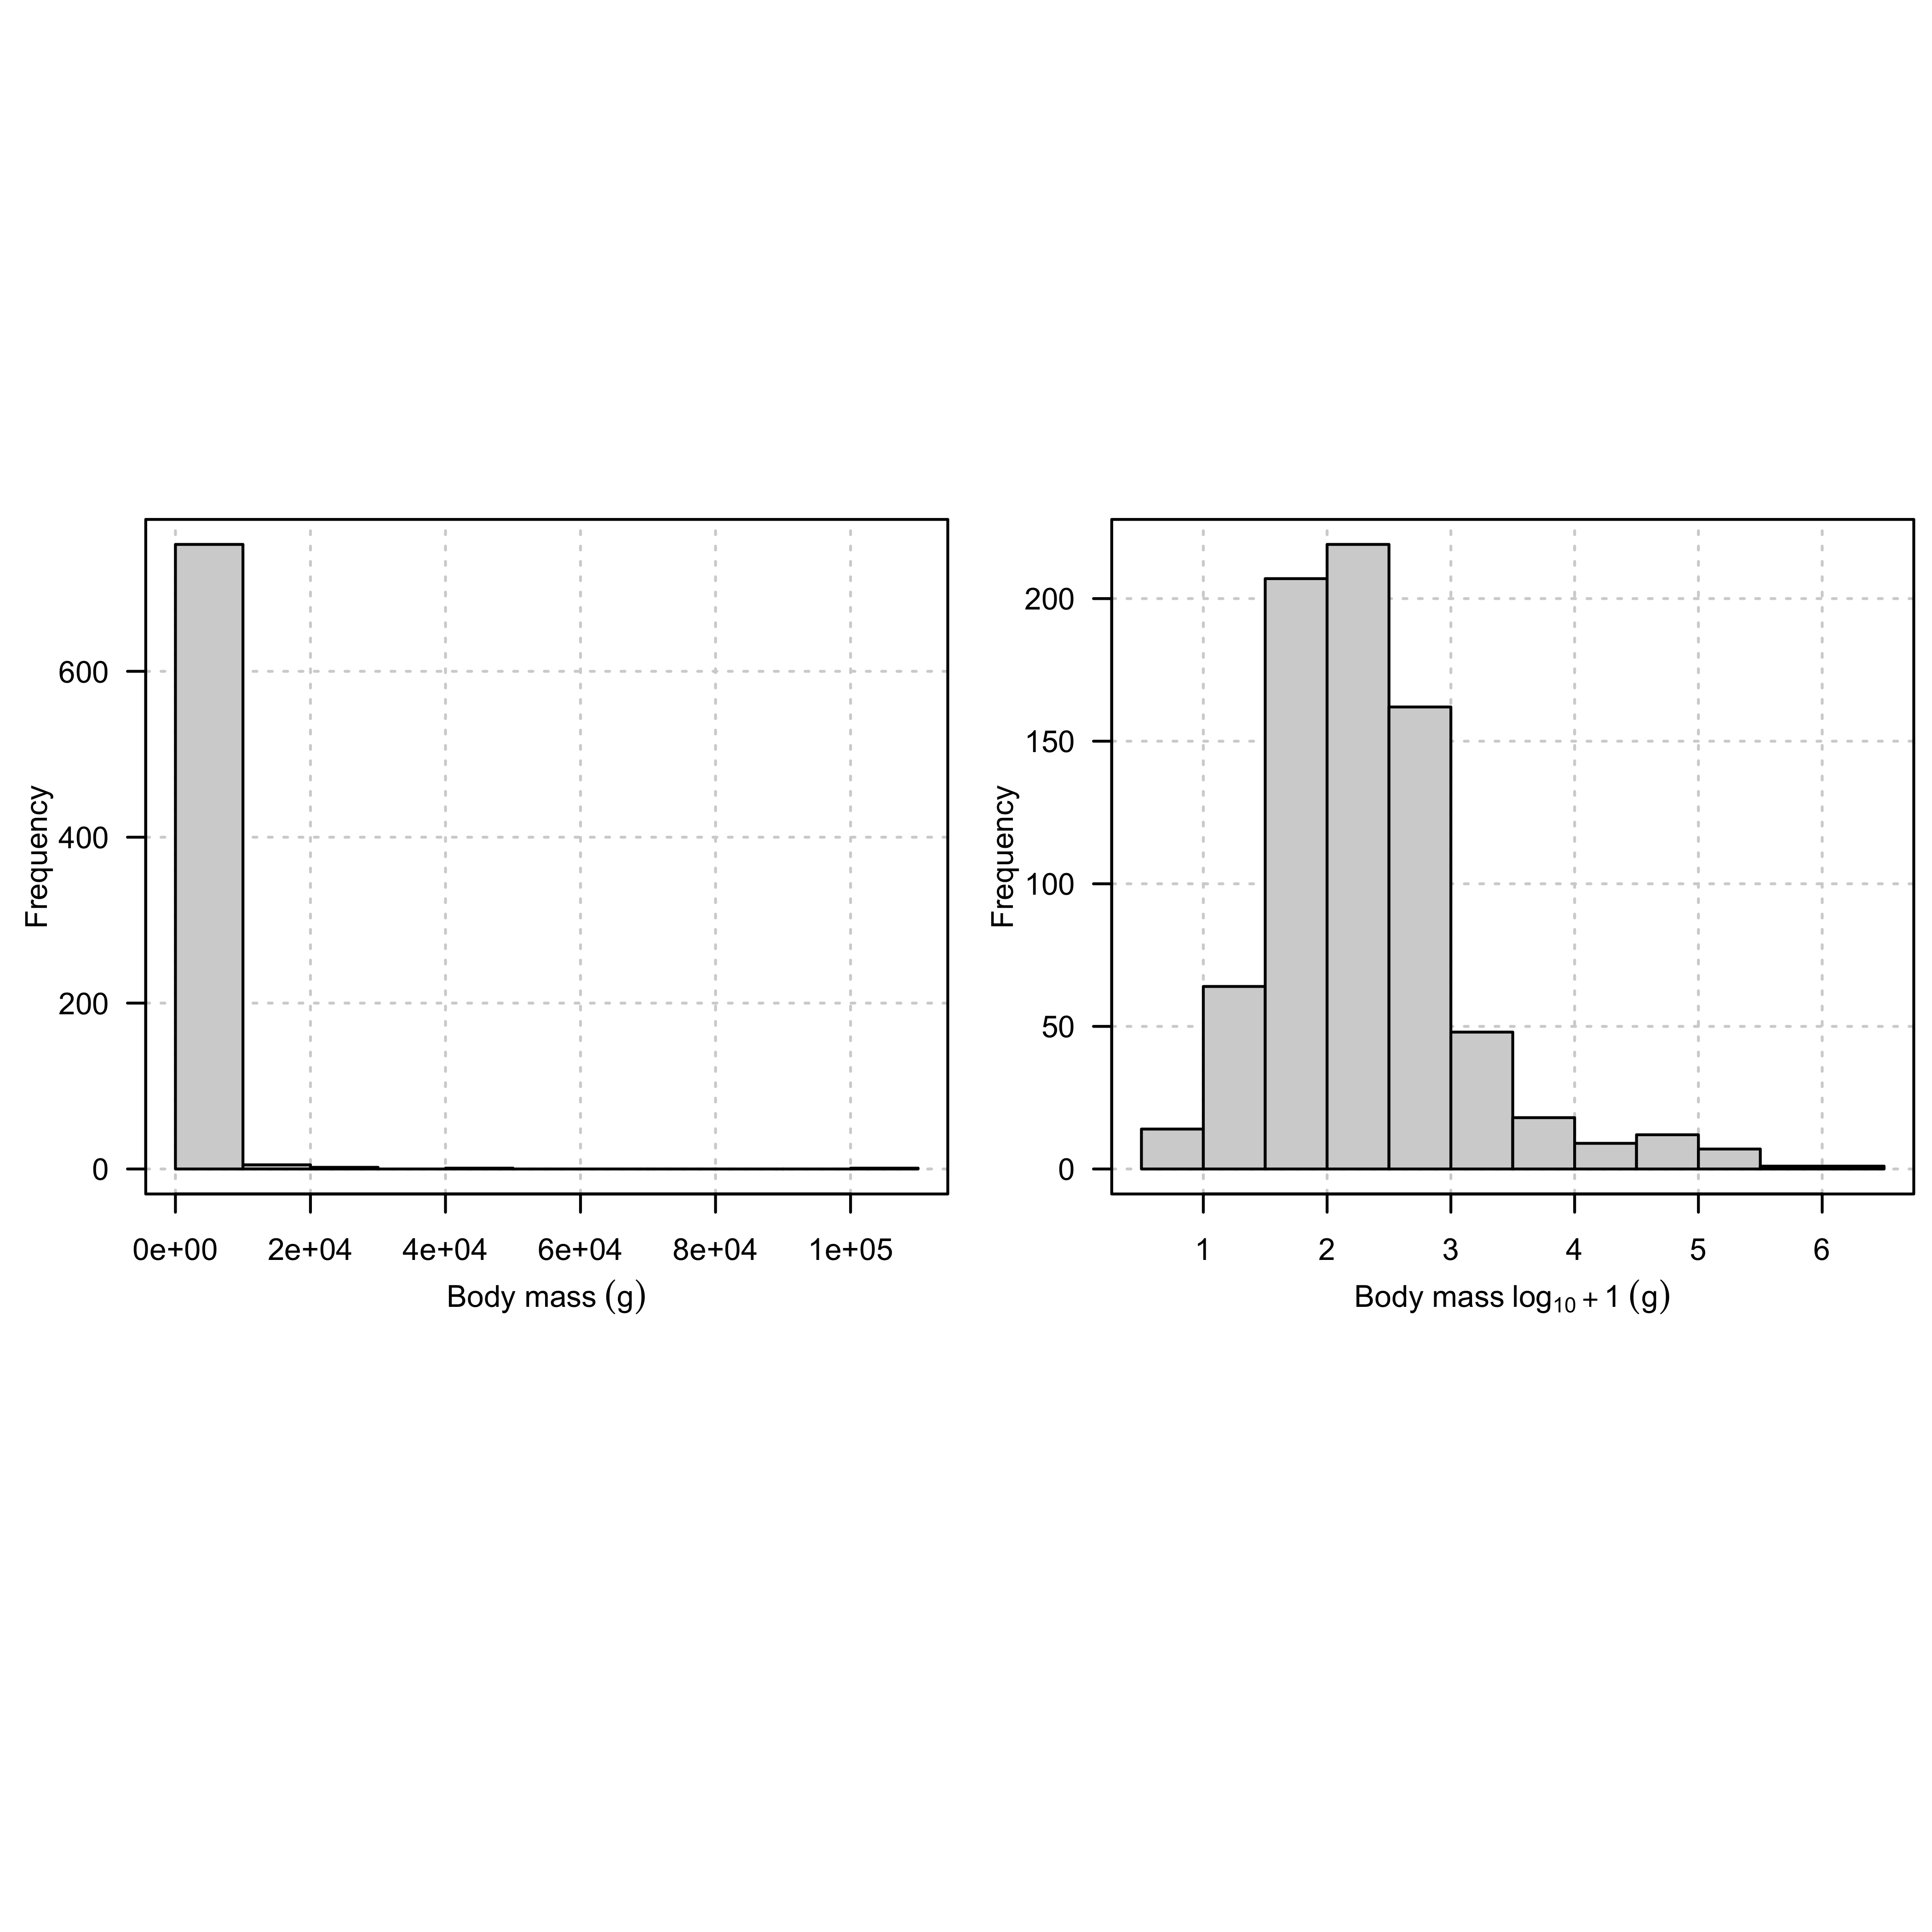 Frequency
600
400
200
0
0e+00 2e+04 4e+04 6e+04 8e+04 1e+05
Body mass (g)
Frequency
200
150
100
50
0
1 2 3 4 5 6
Body mass log₁₀ + 1 (g)